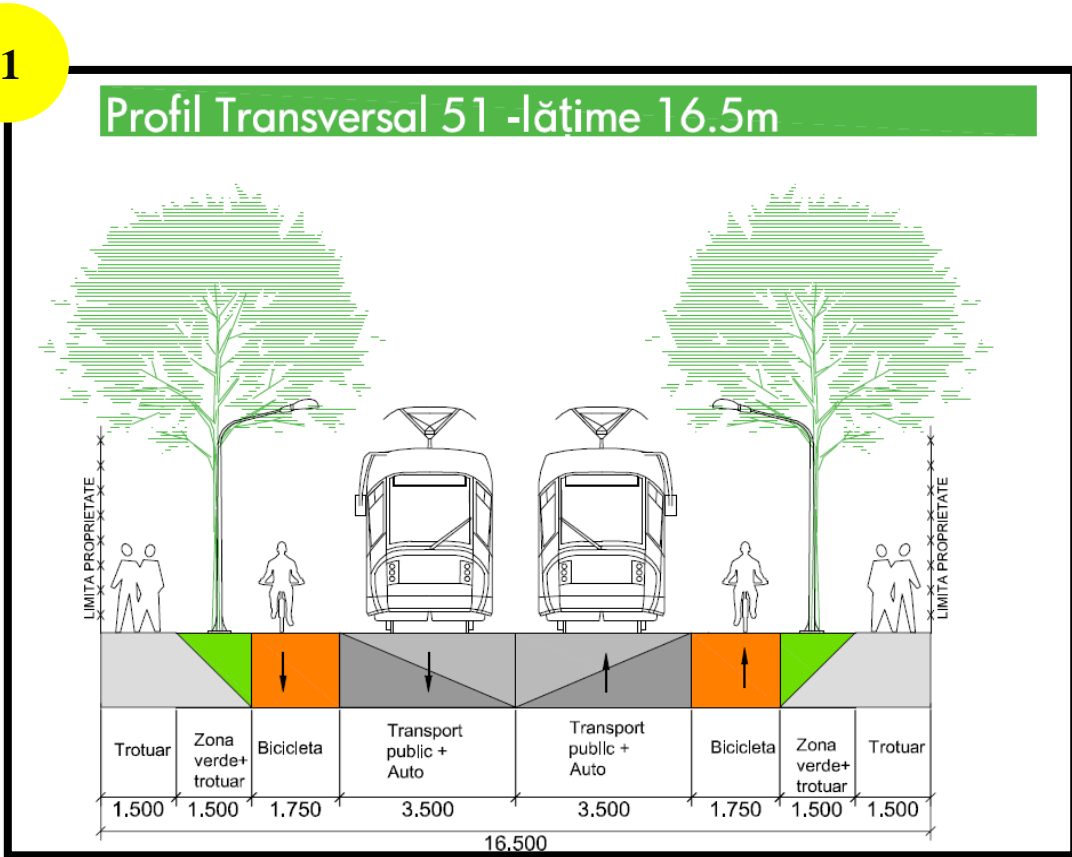 1
Profil Transversal 51 -lățime 16.5m
LIMITA PROPRIETATE
LIMITA PROPRIETATE
Trotuar
Zona
verde+
trotuar
Bicicleta
Transport
public +
Auto
Transport
public +
Auto
Bicicleta
Zona
verde+
trotuar
Trotuar
1.500
1.500
1.750
3.500
3.500
1.750
1.500
1.500
16.500